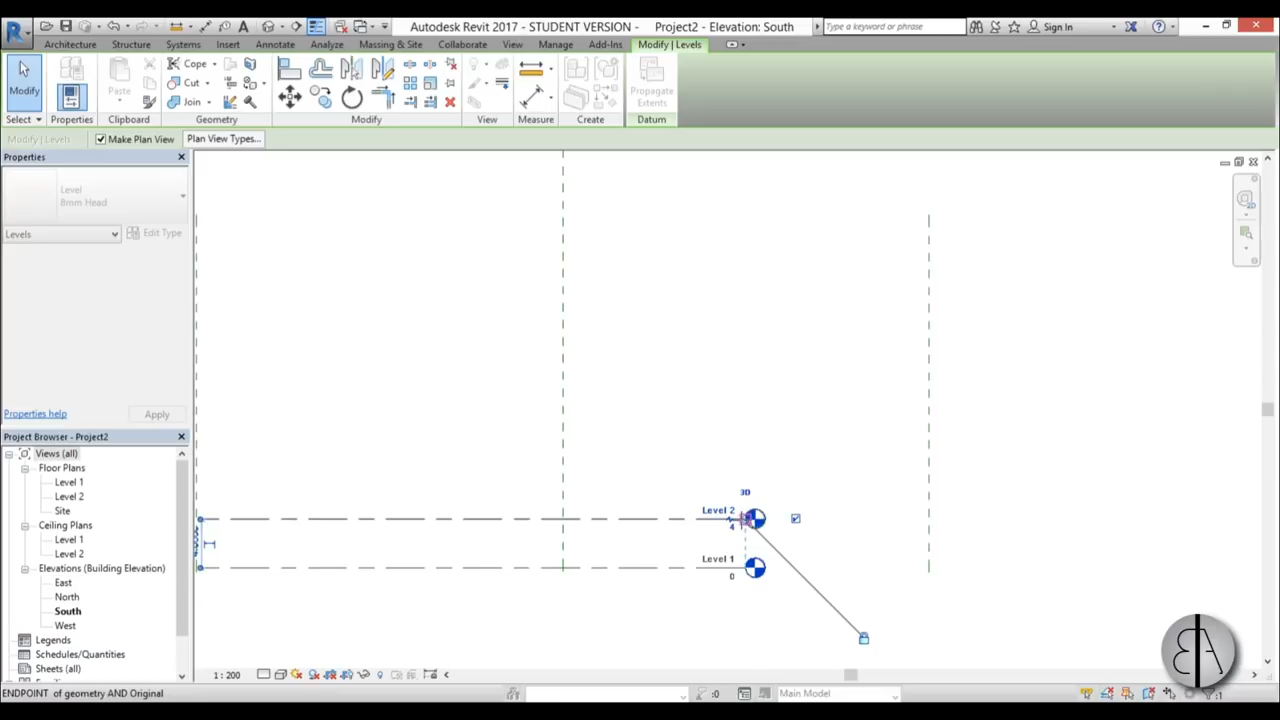 Autodesk Revit 2017 - STUDENT VERSION - Project2 - Elevation: South
Type a keyword or phrase
Sign In
Architecture Structure Systems Insert Annotate Analyze Massing & Site Collaborate View Manage Add-Ins Modify | Levels
Modify
Paste
Cope
Cut
Join
Propagate
Extents
Select Properties Clipboard Geometry Modify View Measure Create Datum
Modify | Levels Make Plan View Plan View Types...
Properties
Level
8mm Head
Levels
Edit Type
Properties help
Apply
Project Browser - Project2
Views (all)
Floor Plans
Level 1
Level 2
Site
Ceiling Plans
Level 1
Level 2
Elevations (Building Elevation)
East
North
South
West
Legends
Schedules/Quantities
Sheets (all)
3D
Level 2
4
Level 1
0
1 : 200
ENDPOINT of geometry AND Original
:0
Main Model
:1